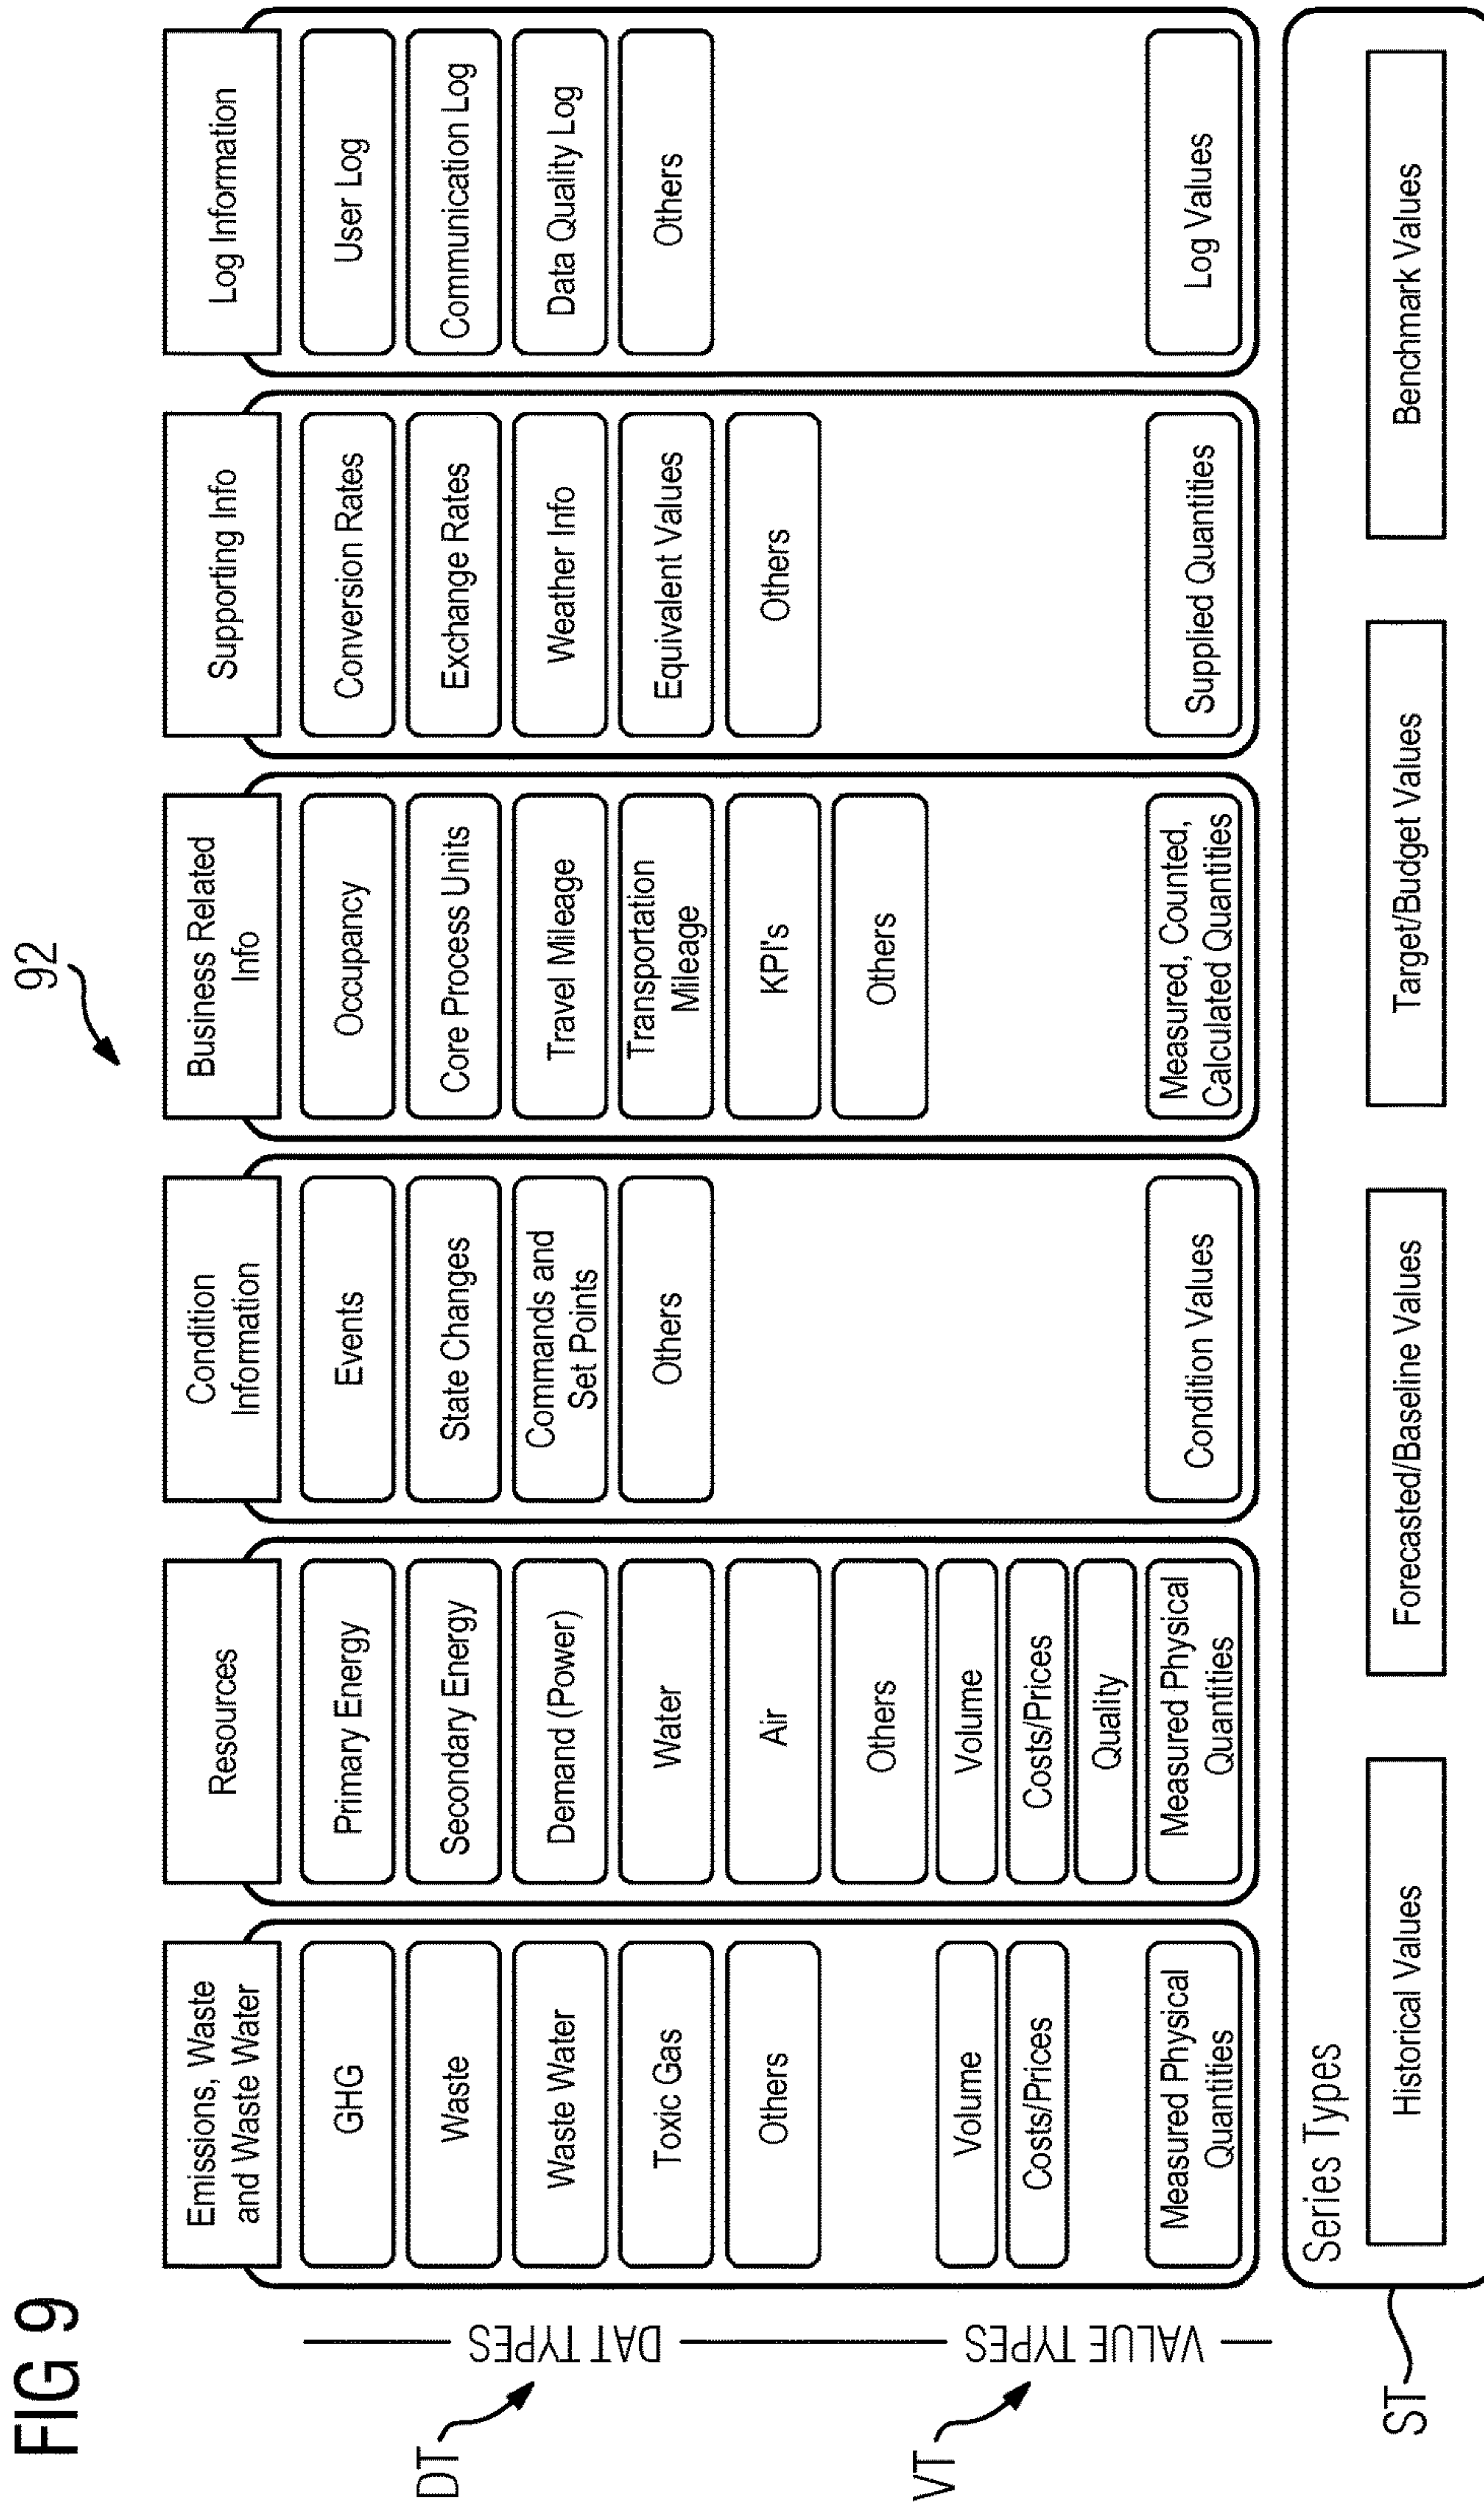 FIG 9
92
Emissions, Waste
and Waste Water
GHG
Waste
Waste Water
Toxic Gas
Others
Volume
Costs/Prices
Measured Physical
Quantities
Resources
Primary Energy
Secondary Energy
Demand (Power)
Water
Air
Others
Volume
Costs/Prices
Quality
Measured Physical
Quantities
Condition
Information
Events
State Changes
Commands and
Set Points
Others
Condition Values
Business Related
Info
Occupancy
Core Process Units
Travel Mileage
Transportation
Mileage
KPI's
Others
Measured, Counted,
Calculated Quantities
Supporting Info
Conversion Rates
Exchange Rates
Weather Info
Equivalent Values
Others
Supplied Quantities
Log Information
User Log
Communication Log
Data Quality Log
Others
Log Values
DT
DAT TYPES
VT
VALUE TYPES
ST
Series Types
Historical Values
Forecasted/Baseline Values
Target/Budget Values
Benchmark Values